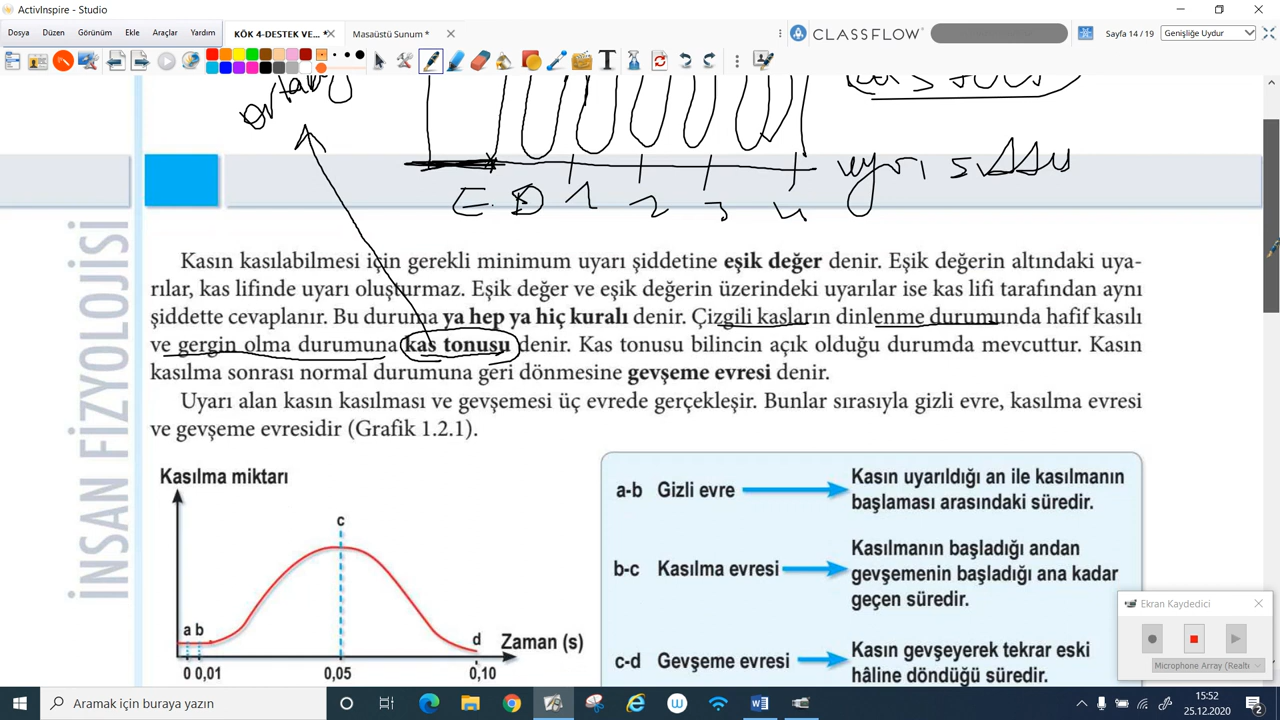 ActivInspire - Studio
Dosya Düzen Görünüm Ekle Araçlar Yardım
KÖK 4-DESTEK VE... * Masaüstü Sunum *
CLASSFLOW
Sayfa 14 / 19
Genişliğine Uydur
uyarı
E.D 1 2 3 4
İNSAN FİZYOLOJİSİ
Kasın kasılabilmesi için gerekli minimum uyarı şiddetine eşik değer denir. Eşik değerin altındaki uya-
rılar, kas lifinde uyarı oluşturmaz. Eşik değer ve eşik değerin üzerindeki uyarılar ise kas lifi tarafından aynı
şiddette cevaplanır. Bu duruma ya hep ya hiç kuralı denir. Çizgili kasların dinlenme durumunda hafif kasılı
ve gergin olma durumuna kas tonusu denir. Kas tonusu bilincin açık olduğu durumda mevcuttur. Kasın
kasılma sonrası normal durumuna geri dönmesine gevşeme evresi denir.
Uyarı alan kasın kasılması ve gevşemesi üç evrede gerçekleşir. Bunlar sırasıyla gizli evre, kasılma evresi
ve gevşeme evresidir (Grafik 1.2.1).
Kasılma miktarı
c
a b
d
Zaman (s)
0 0,01 0,05 0,10
a-b Gizli evre
Kasın uyarıldığı an ile kasılmanın
başlaması arasındaki süredir.
b-c Kasılma evresi
Kasılmanın başladığı andan
gevşemenin başladığı ana kadar
geçen süredir.
c-d Gevşeme evresi
Kasın gevşeyerek tekrar eski
hâline döndüğü süredir.
Ekran Kaydedici
Microphone Array (Realt
Aramak için buraya yazın
15:52
25.12.2020
2